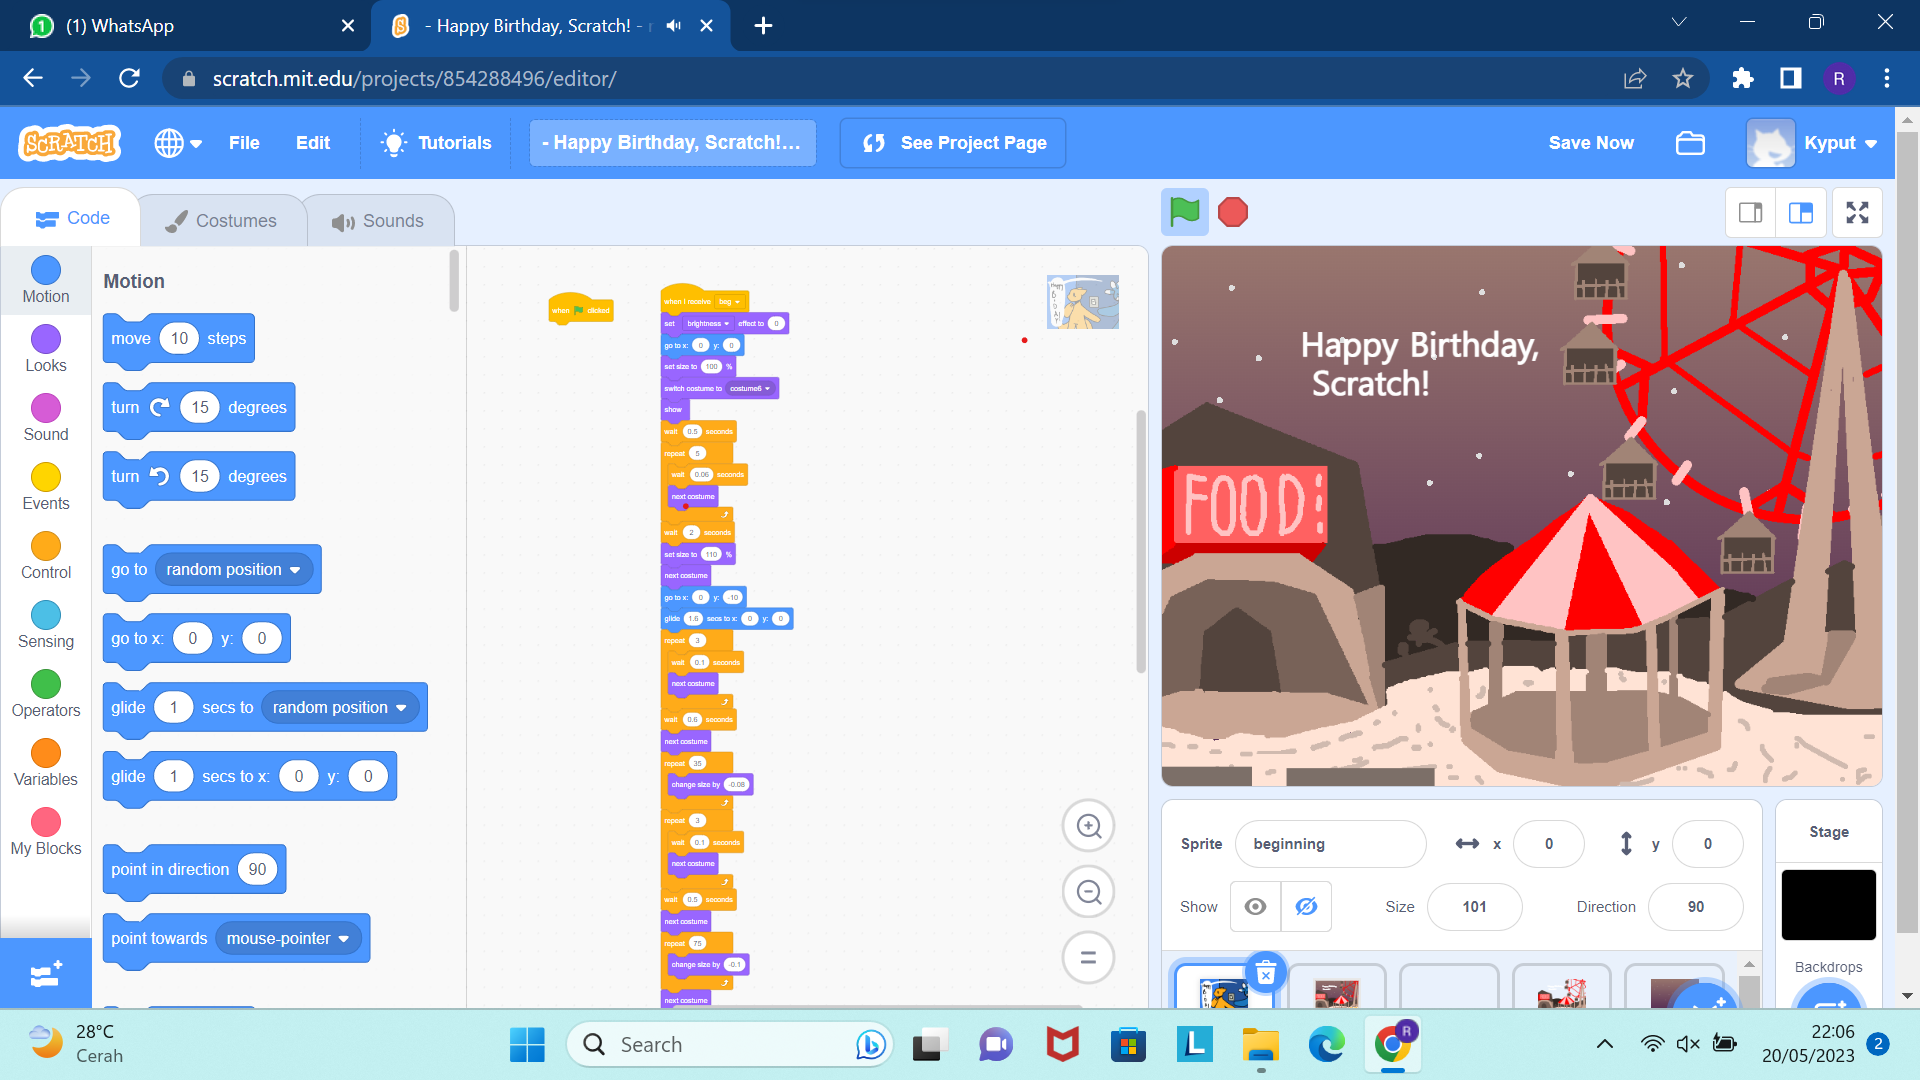 (1) WhatsApp
- Happy Birthday, Scratch! -
scratch.mit.edu/projects/854288496/editor/
R
SCRATCH
File
Edit
Tutorials
- Happy Birthday, Scratch!...
See Project Page
Save Now
Kyput
Code
Costumes
Sounds
Motion
Looks
Sound
Events
Control
Sensing
Operators
Variables
My Blocks
Motion
move 10 steps
turn 15 degrees
turn 15 degrees
go to random position
go to x: 0 y: 0
glide 1 secs to random position
glide 1 secs to x: 0 y: 0
point in direction 90
point towards mouse-pointer
when clicked
when I receive beg
set brightness effect to 0
go to x: 0 y: 0
set size to 100 %
switch costume to costume6
show
wait 0.5 seconds
repeat 5
wait 0.06 seconds
next costume
wait 2 seconds
set size to 110 %
next costume
go to x: 0 y: -10
glide 1.6 secs to x: 0 y: 0
repeat 3
wait 0.1 seconds
next costume
wait 0.6 seconds
next costume
repeat 35
change size by -0.08
repeat 3
wait 0.1 seconds
next costume
wait 0.5 seconds
next costume
repeat 75
change size by -0.1
next costume
Happy Birthday,
Scratch!
FOOD!
Sprite
beginning
x 0
y 0
Show
Size 101
Direction 90
Stage
Backdrops
28°C
Cerah
Search
L
R
22:06
20/05/2023
2